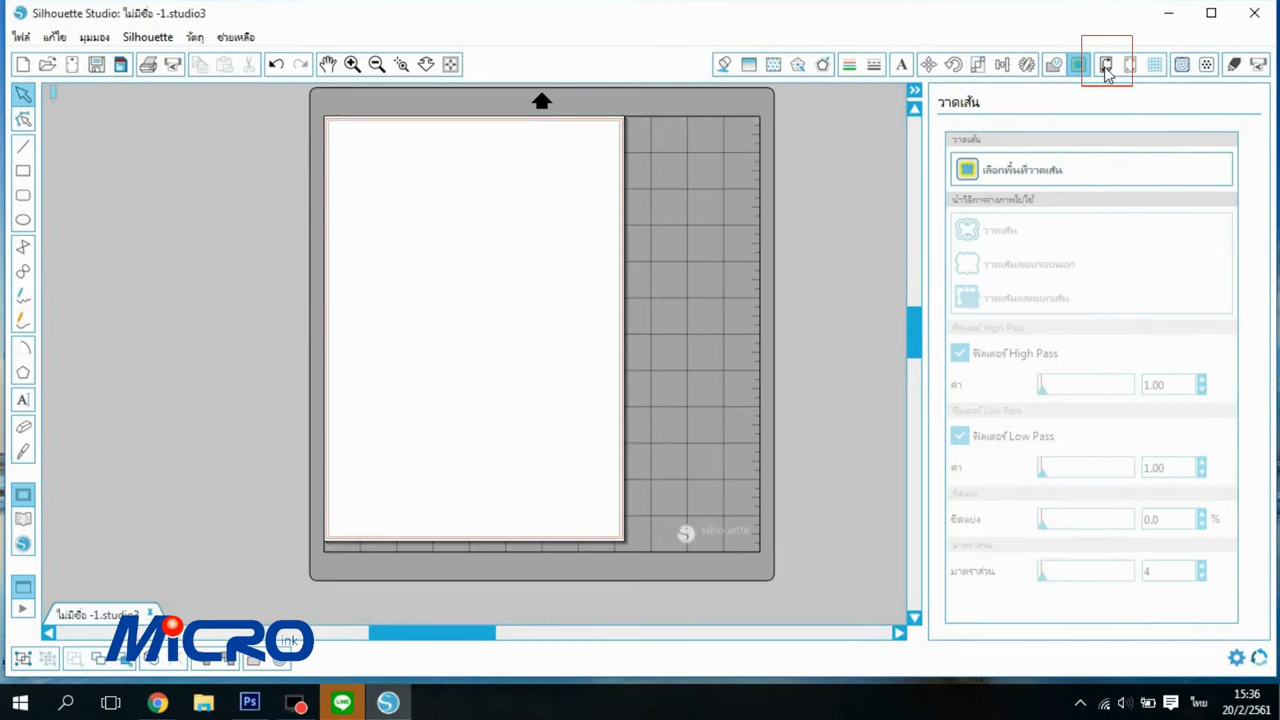 Silhouette Studio: ไม่มีชื่อ -1.studio3
ไฟล์ แก้ไข มุมมอง Silhouette วัตถุ ช่วยเหลือ
วาดเส้น
วาดเส้น
เลือกพื้นที่วาดเส้น
นำวิธีการร่างภาพไปใช้
วาดเส้น
วาดเส้นขอบรอบนอก
วาดเส้นและแยกเส้น
ฟิลเตอร์ High Pass
ฟิลเตอร์ High Pass
ค่า 1.00
ฟิลเตอร์ Low Pass
ฟิลเตอร์ Low Pass
ค่า 1.00
ขีดแบ่ง
ขีดแบ่ง 0.0 %
มาตราส่วน
มาตราส่วน 4
silhouette
ไม่มีชื่อ -1.studio3 x
MICRO ink
LINE
Ps
ไทย
15:36
20/2/2561